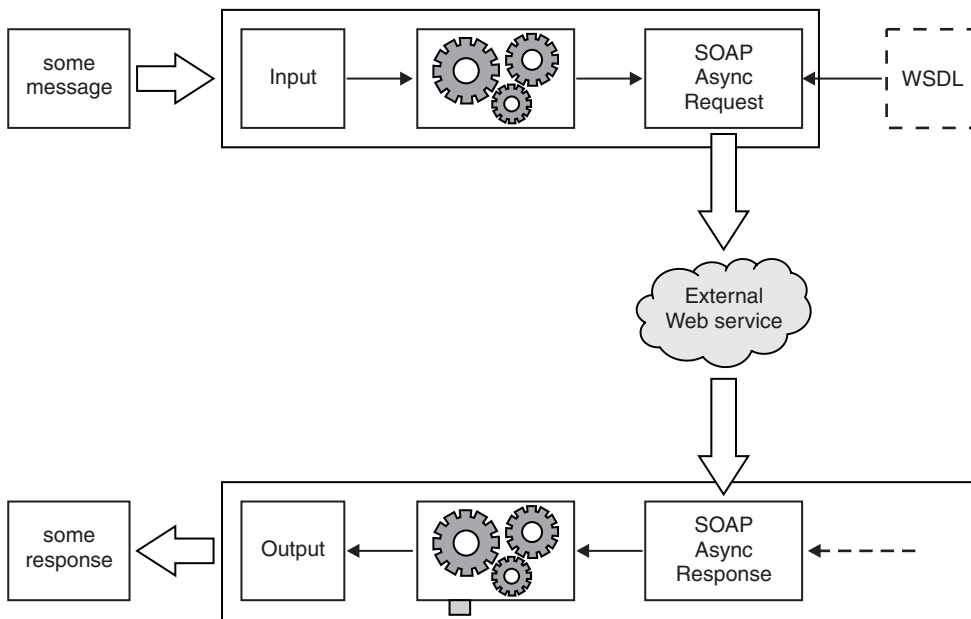 some
message
Input
SOAP
Async
Request
WSDL
External
Web service
some
response
Output
SOAP
Async
Response